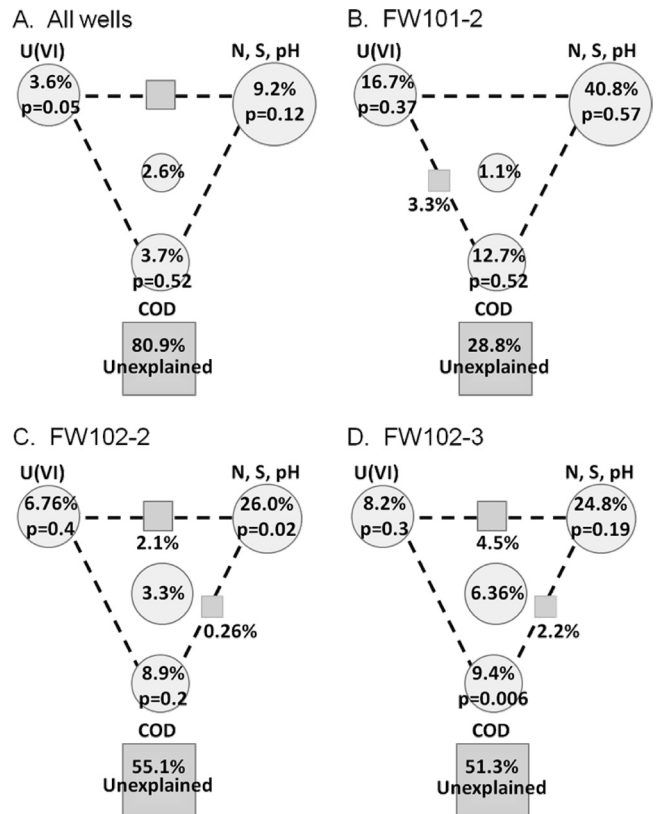 A. All wells
U(VI)
N, S, pH
3.6%
p=0.05
9.2%
p=0.12
2.6%
3.7%
p=0.52
COD
80.9%
Unexplained
B. FW101-2
U(VI)
N, S, pH
16.7%
p=0.37
40.8%
p=0.57
1.1%
3.3%
12.7%
p=0.52
COD
28.8%
Unexplained
C. FW102-2
U(VI)
N, S, pH
6.76%
p=0.4
26.0%
p=0.02
2.1%
3.3%
0.26%
8.9%
p=0.2
COD
55.1%
Unexplained
D. FW102-3
U(VI)
N, S, pH
8.2%
p=0.3
24.8%
p=0.19
4.5%
6.36%
2.2%
9.4%
p=0.006
COD
51.3%
Unexplained